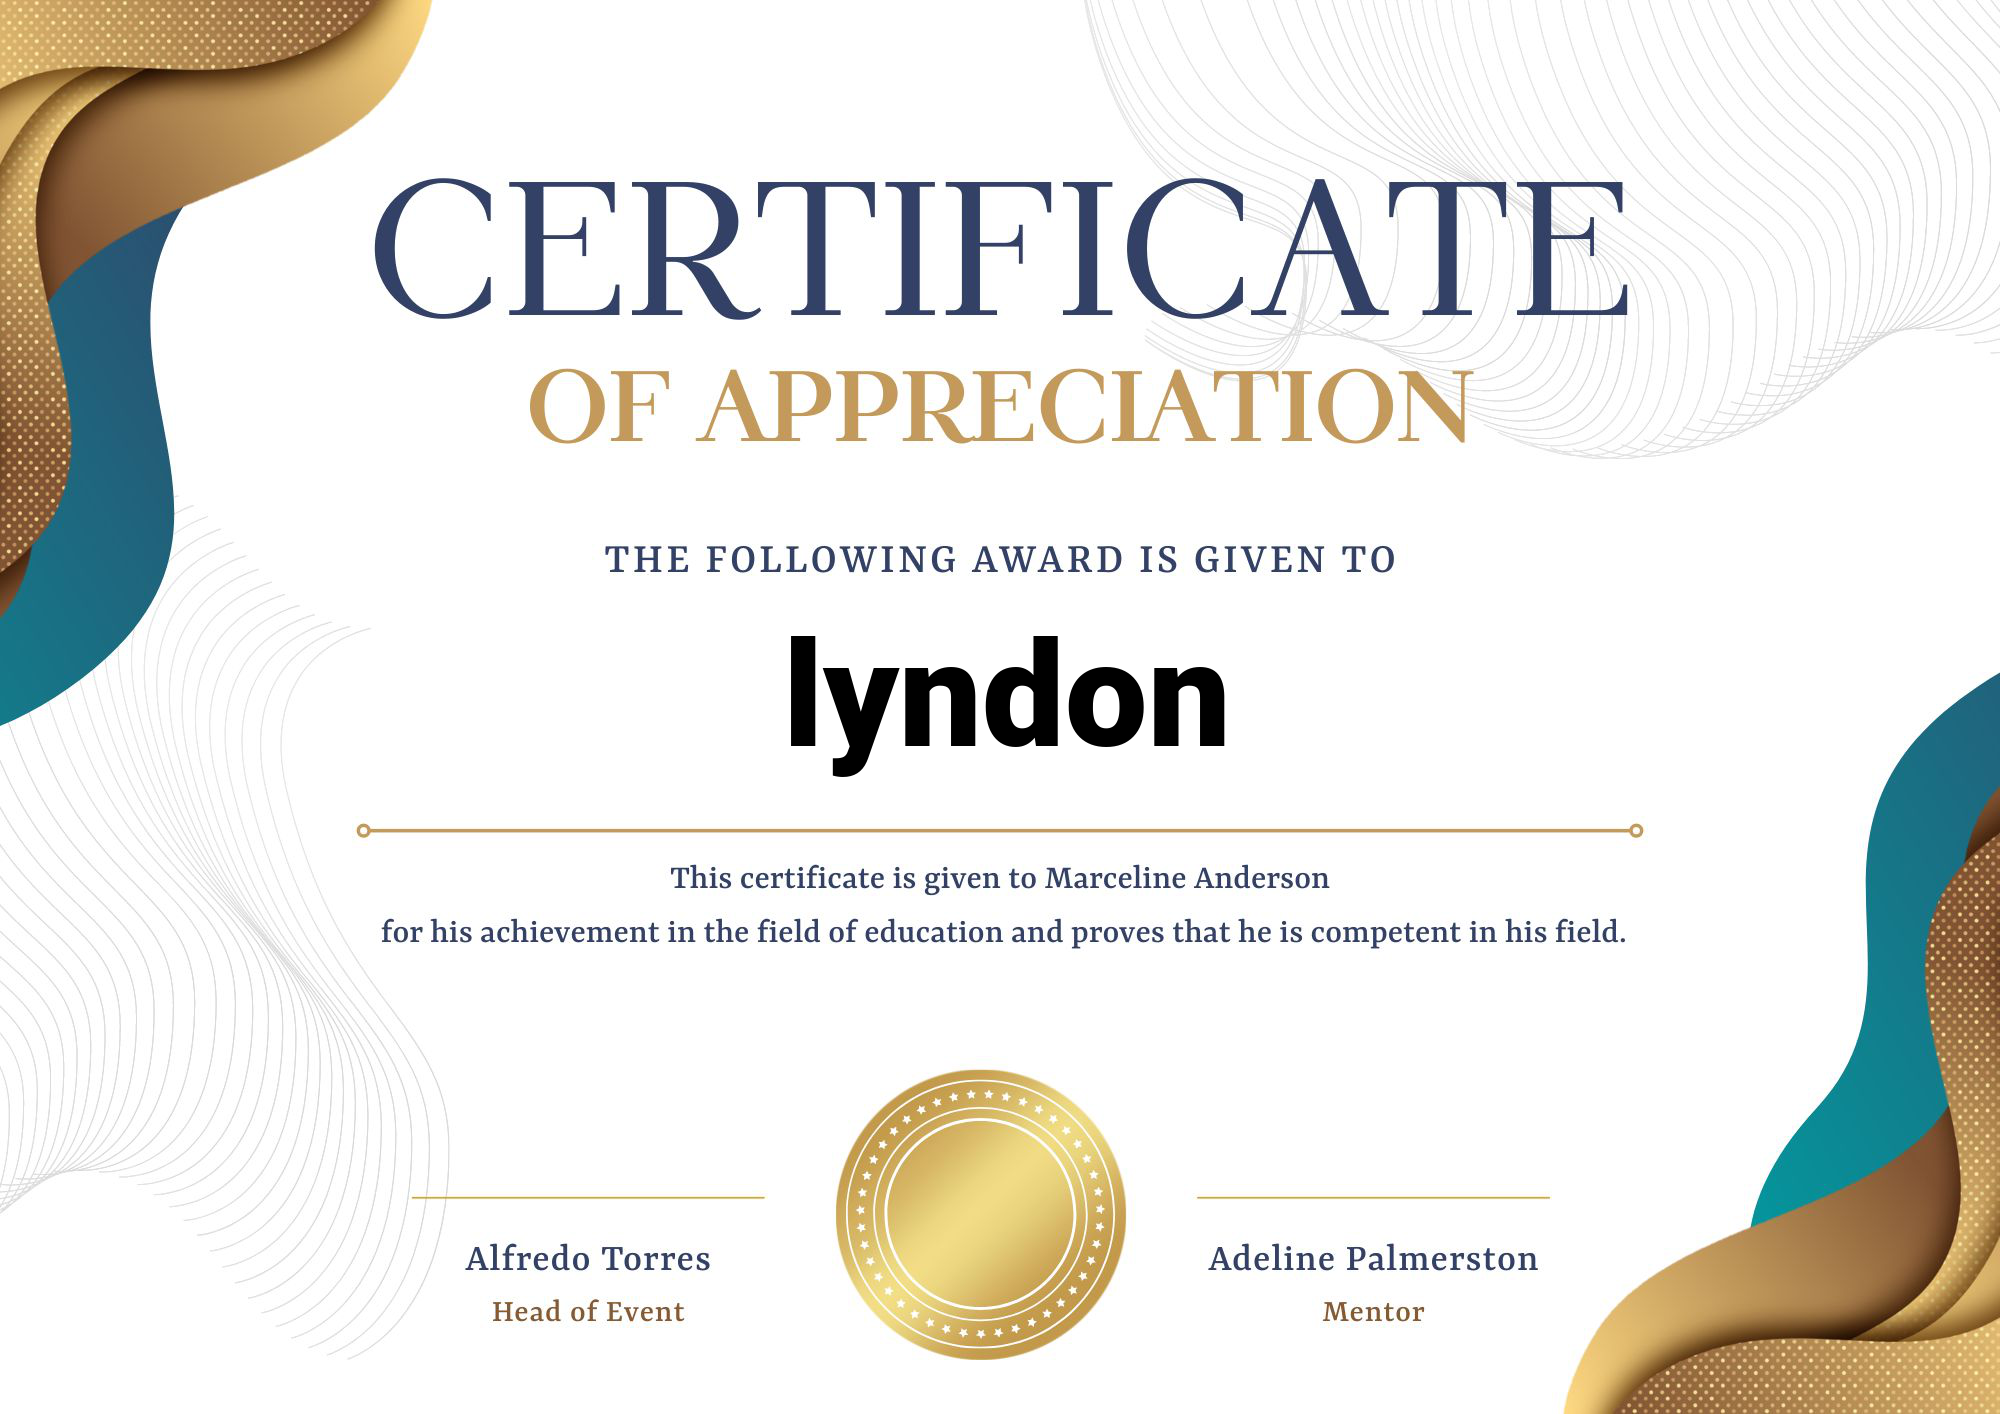 CERTIFICATE
OF APPRECIATION
THE FOLLOWING AWARD IS GIVEN TO
lyndon
This certificate is given to Marceline Anderson
for his achievement in the field of education and proves that he is competent in his field.
Alfredo Torres
Head of Event
Adeline Palmerston
Mentor